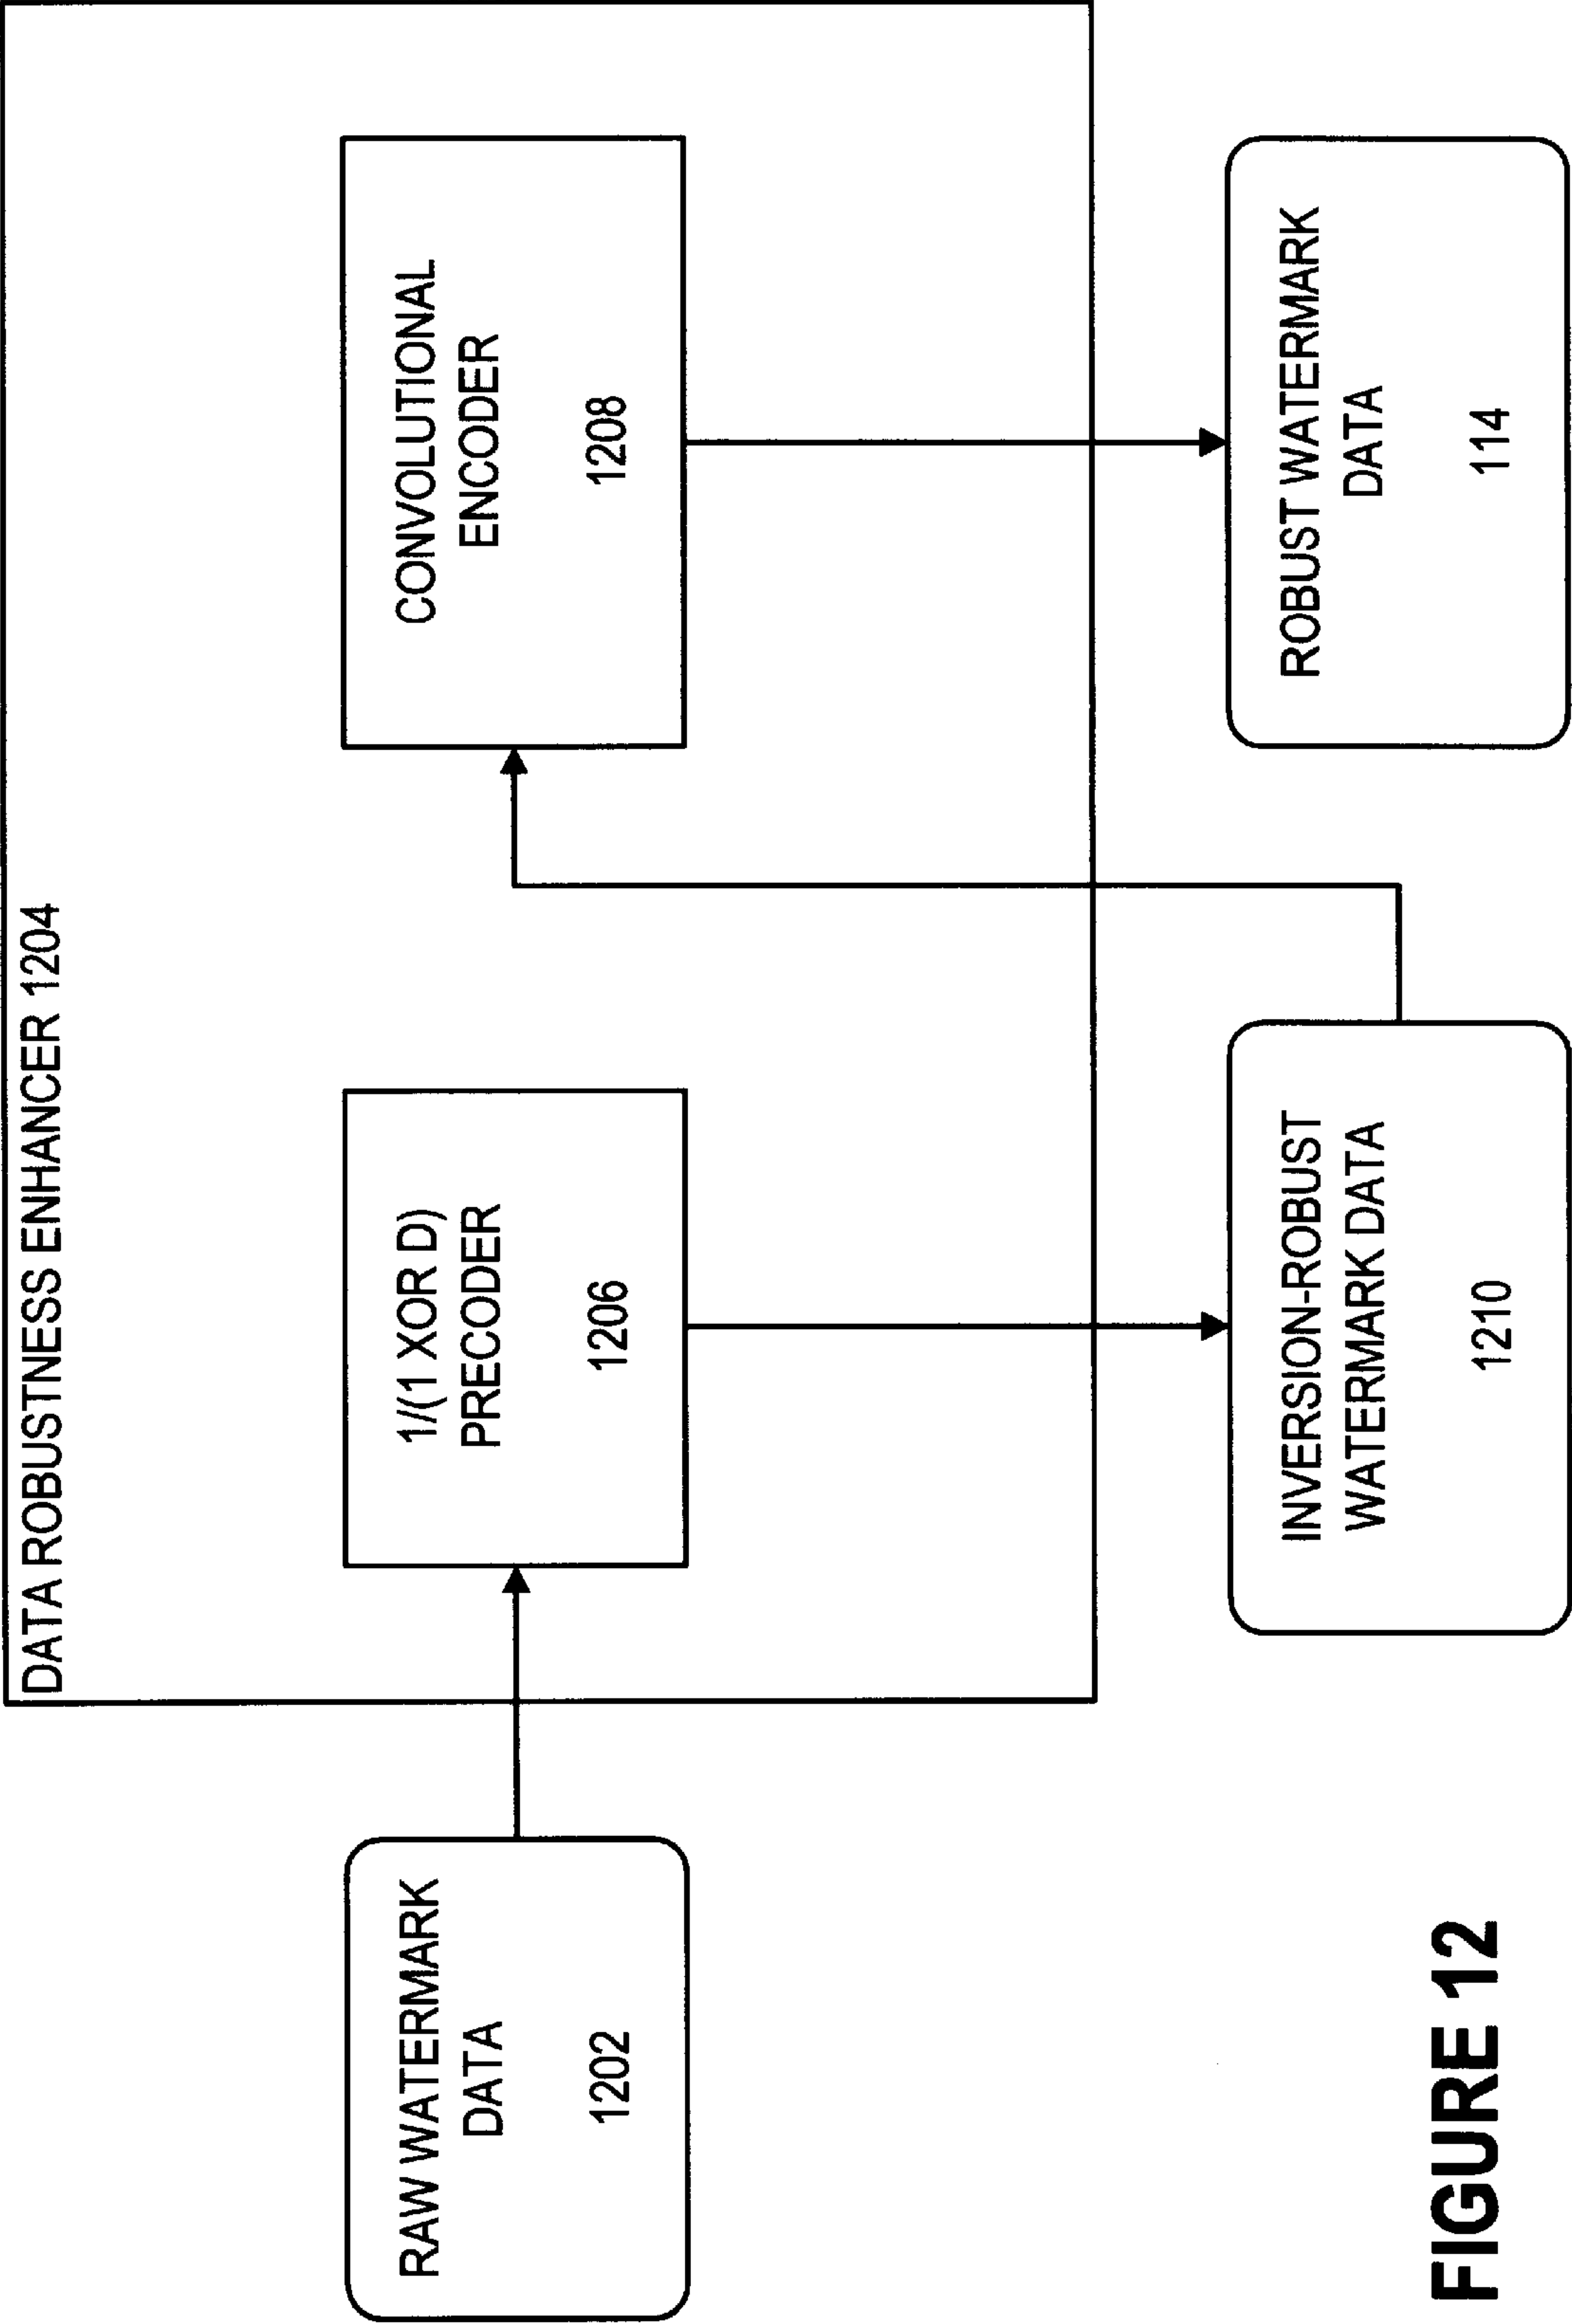 DATA ROBUSTNESS ENHANCER 1204
RAW WATERMARK
DATA
1202
1/(1 XOR D)
PRECODER
1206
CONVOLUTIONAL
ENCODER
1208
INVERSION-ROBUST
WATERMARK DATA
1210
ROBUST WATERMARK
DATA
114
FIGURE 12